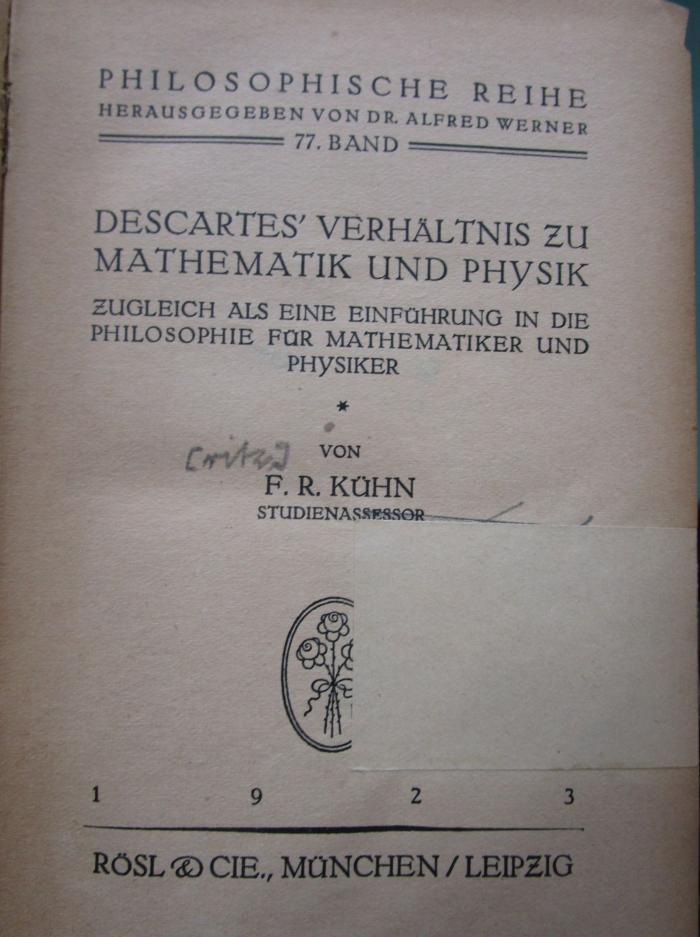 PHILOSOPHISCHE REIHE
HERAUSGEGEBEN VON DR. ALFRED WERNER
77. BAND
DESCARTES' VERHÄLTNIS ZU
MATHEMATIK UND PHYSIK
ZUGLEICH ALS EINE EINFÜHRUNG IN DIE
PHILOSOPHIE FÜR MATHEMATIKER UND
PHYSIKER
*
VON
F. R. KÜHN
STUDIENASSESSOR
1 9 2 3
RÖSL & CIE., MÜNCHEN / LEIPZIG